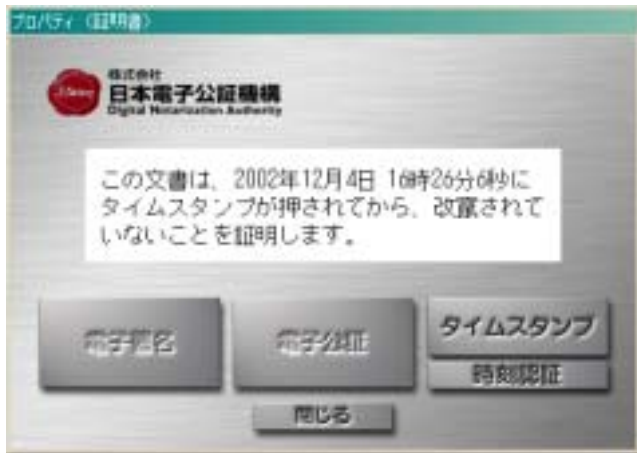 プロパティ (証明書)
株式会社
日本電子公証機構
Digital Notarization Authority
この文書は、2002年12月4日 16時26分6秒に
タイムスタンプが押されてから、改竄されて
いないことを証明します。
電子署名
電子公証
タイムスタンプ
時刻認証
閉じる